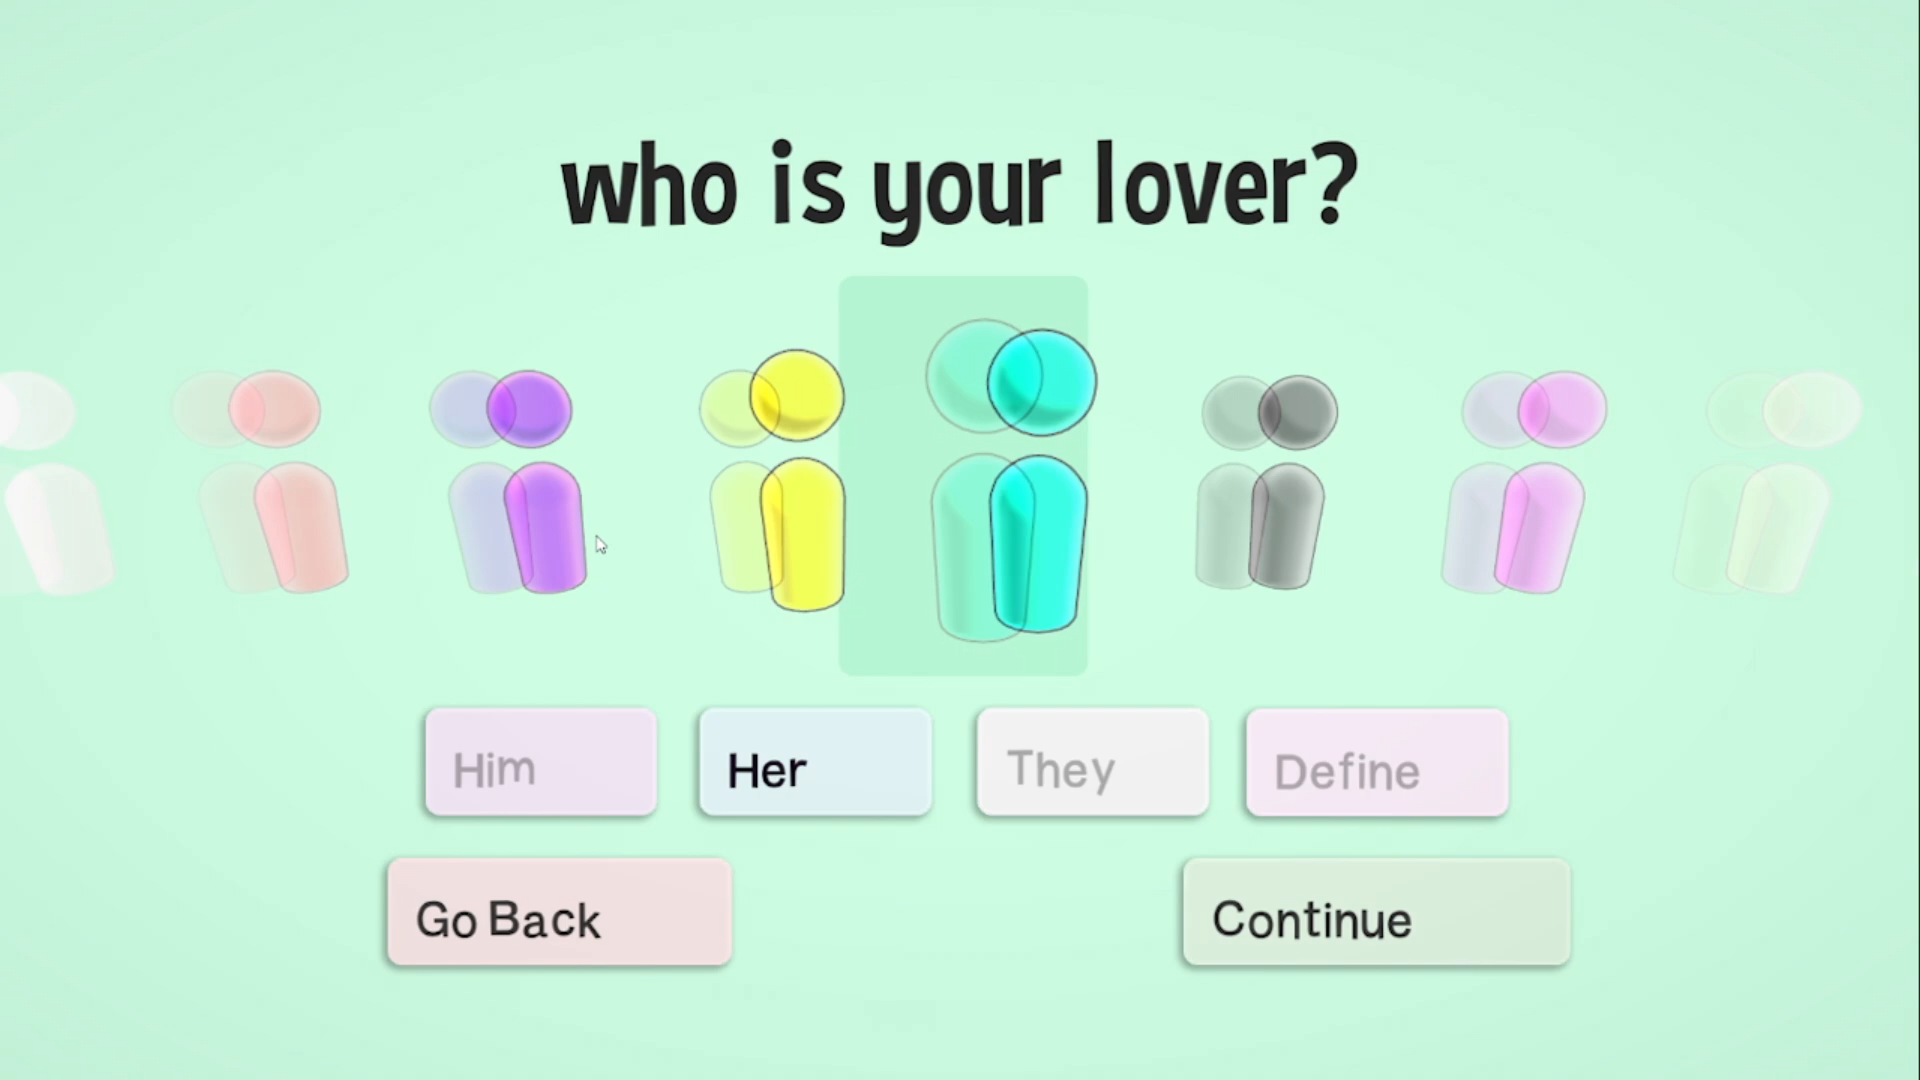 who is your lover?
Him
Her
They
Define
Go Back
Continue